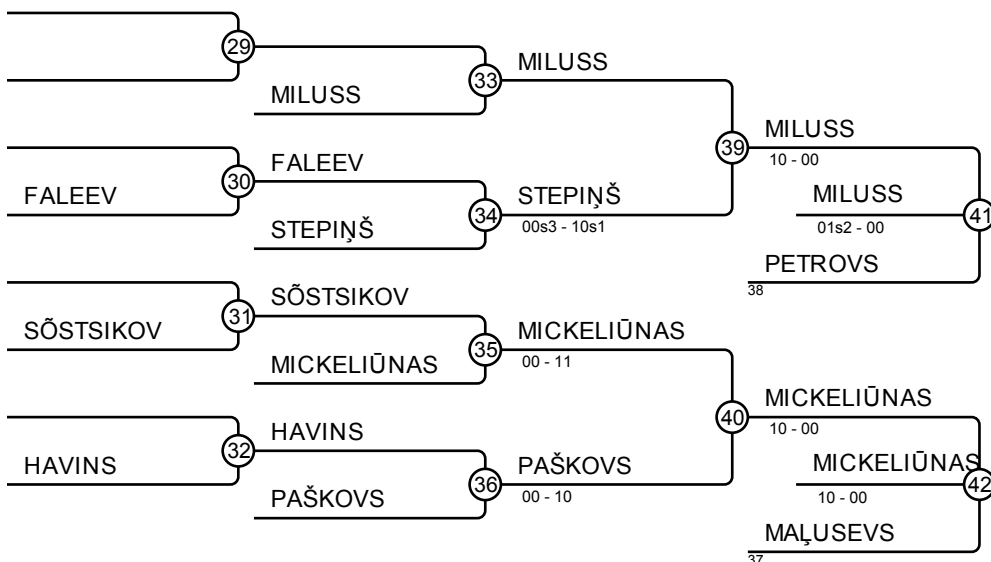 29
MILUSS
33
MILUSS
FALEEV
30
FALEEV
STEPIŅŠ
34
STEPIŅŠ
00s3 - 10s1
39
MILUSS
10 - 00
MILUSS
01s2 - 00
41
PETROVS
38
SÕSTSIKOV
31
SÕSTSIKOV
MICKELIŪNAS
35
MICKELIŪNAS
00 - 11
HAVINS
32
HAVINS
PAŠKOVS
36
PAŠKOVS
00 - 10
40
MICKELIŪNAS
10 - 00
MICKELIŪNAS
10 - 00
42
MAĻUSEVS
37